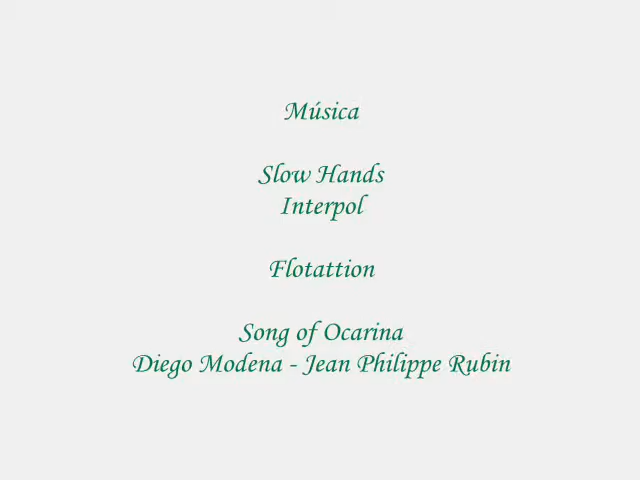 Música
Slow Hands
Interpol
Flotattion
Song of Ocarina
Diego Modena - Jean Philippe Rubin